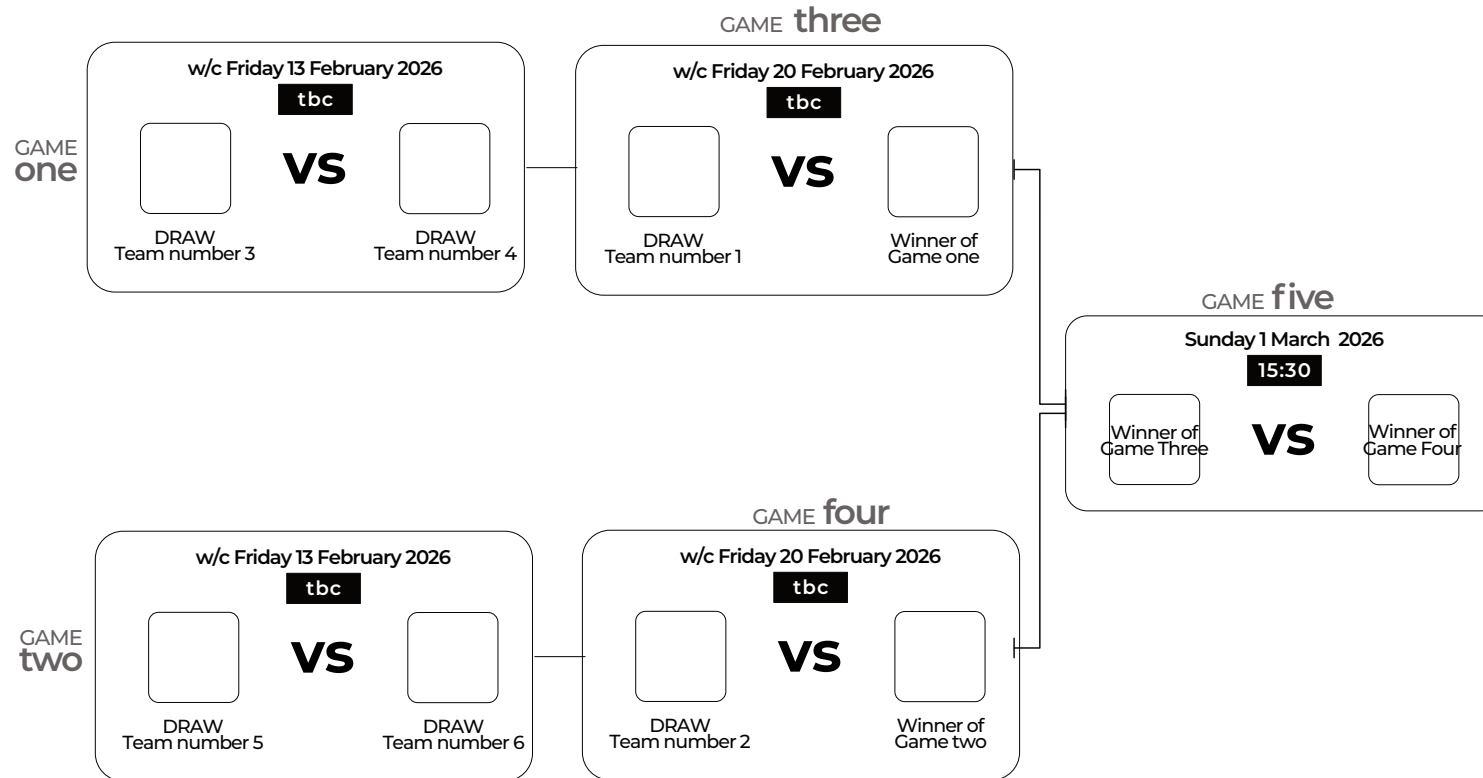 GAME three
w/c Friday 13 February 2026
tbc
GAME
one
VS
DRAW
Team number 3
DRAW
Team number 4
w/c Friday 20 February 2026
tbc
VS
DRAW
Team number 1
Winner of
Game one
GAME five
Sunday 1 March 2026
15:30
Winner of
Game Three
VS
Winner of
Game Four
GAME
two
w/c Friday 13 February 2026
tbc
VS
DRAW
Team number 5
DRAW
Team number 6
GAME four
w/c Friday 20 February 2026
tbc
VS
DRAW
Team number 2
Winner of
Game two